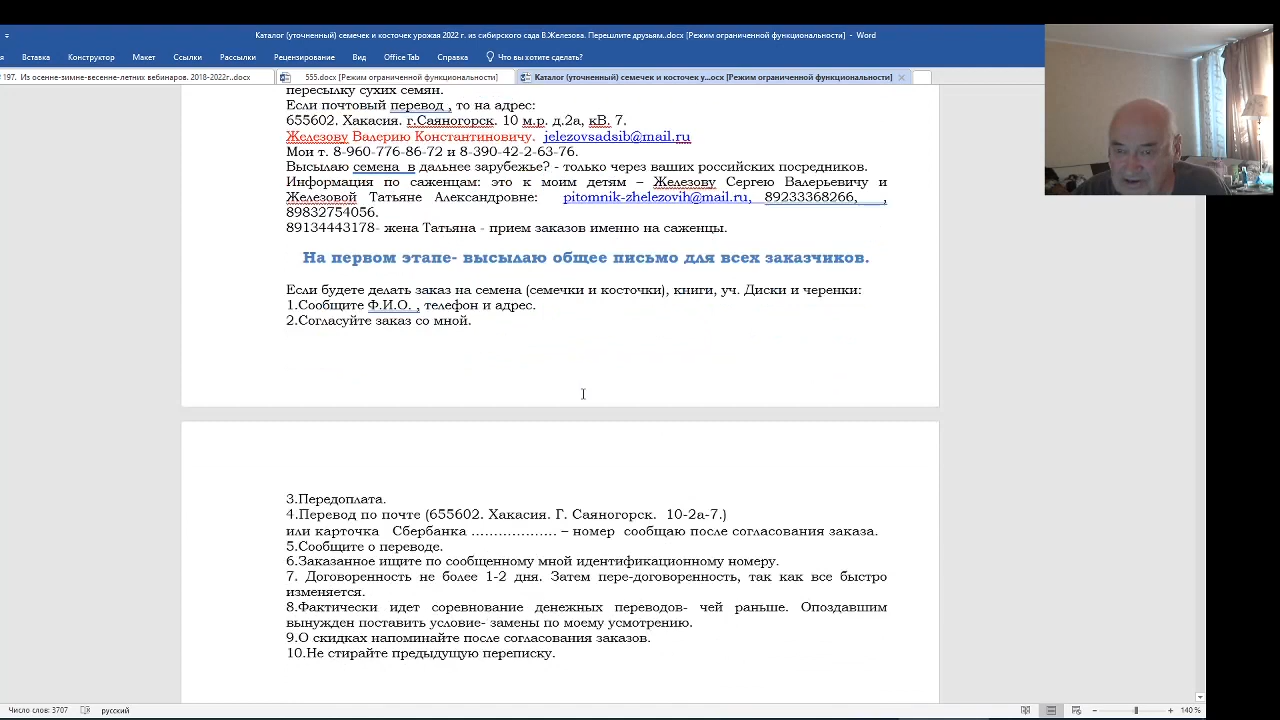 Каталог (уточненный) семечек и косточек урожая 2022 г. из сибирского сада В.Железова. Перешлите друзьям..docx [Режим ограниченной функциональности] - Word
Вставка Конструктор Макет Ссылки Рассылки Рецензирование Вид Office Tab Справка Что вы хотите сделать?
197. Из осенне-зимне-весенне-летних вебинаров. 2018-2022г..docx 555.docx [Режим ограниченной функциональности] Каталог (уточненный) семечек и косточек у...ocx [Режим ограниченной функциональности]
пересылку сухих семян.
Если почтовый перевод , то на адрес:
655602. Хакасия. г.Саяногорск. 10 м.р. д.2а, кВ. 7.
Железову Валерию Константиновичу. jelezovsadsib@mail.ru
Мои т. 8-960-776-86-72 и 8-390-42-2-63-76.
Высылаю семена в дальнее зарубежье? - только через ваших российских посредников.
Информация по саженцам: это к моим детям – Железову Сергею Валерьевичу и
Железовой Татьяне Александровне: pitomnik-zhelezovih@mail.ru, 89233368266, ,
89832754056.
89134443178- жена Татьяна - прием заказов именно на саженцы.
На первом этапе- высылаю общее письмо для всех заказчиков.
Если будете делать заказ на семена (семечки и косточки), книги, уч. Диски и черенки:
1.Сообщите Ф.И.О. , телефон и адрес.
2.Согласуйте заказ со мной.
3.Передоплата.
4.Перевод по почте (655602. Хакасия. Г. Саяногорск. 10-2а-7.)
или карточка Сбербанка ……………… – номер сообщаю после согласования заказа.
5.Сообщите о переводе.
6.Заказанное ищите по сообщенному мной идентификационному номеру.
7. Договоренность не более 1-2 дня. Затем пере-договоренность, так как все быстро
изменяется.
8.Фактически идет соревнование денежных переводов- чей раньше. Опоздавшим
вынужден поставить условие- замены по моему усмотрению.
9.О скидках напоминайте после согласования заказов.
10.Не стирайте предыдущую переписку.
Число слов: 3707 русский 140 %